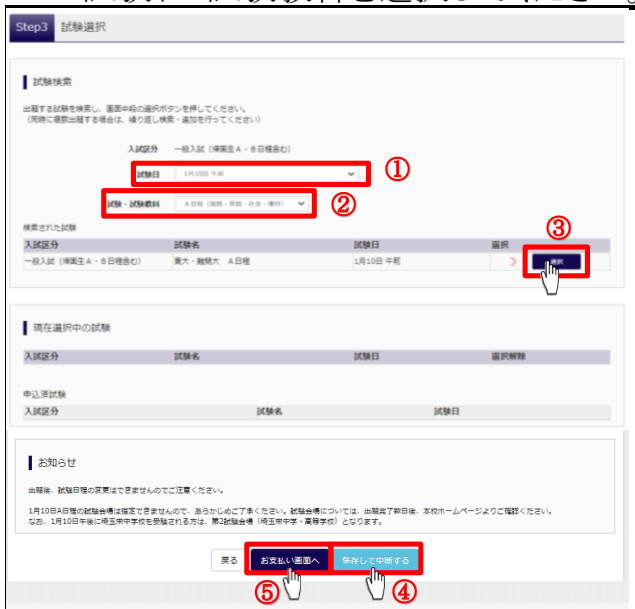 Step3 試験選択
試験検索
出願する試験を検索し、画面中段の選択ボタンを押してください。
(同時に複数出願する場合は、繰り返し検索・追加を行ってください)
入試区分 一般入試(帰国生A・B日程含む)
試験日 1月10日 午前 ①
試験・試験教科 A日程(国語・算数・社会・理科) ②
検索された試験
③
入試区分 試験名 試験日 選択
一般入試(帰国生A・B日程含む) 東大・難関大 A日程 1月10日 午前 選択
現在選択中の試験
入試区分 試験名 試験日 選択解除
申込済試験
入試区分 試験名 試験日
お知らせ
出願後、試験日程の変更はできませんのでご注意ください。
1月10日A日程の試験会場は指定できませんので、あらかじめご了承ください。試験会場については、出願完了数日後、本校ホームページよりご確認ください。
なお、1月10日午後に埼玉栄中学校を受験される方は、第2試験会場(埼玉栄中学・高等学校)となります。
戻る お支払い画面へ 保存して中断する
⑤ ④